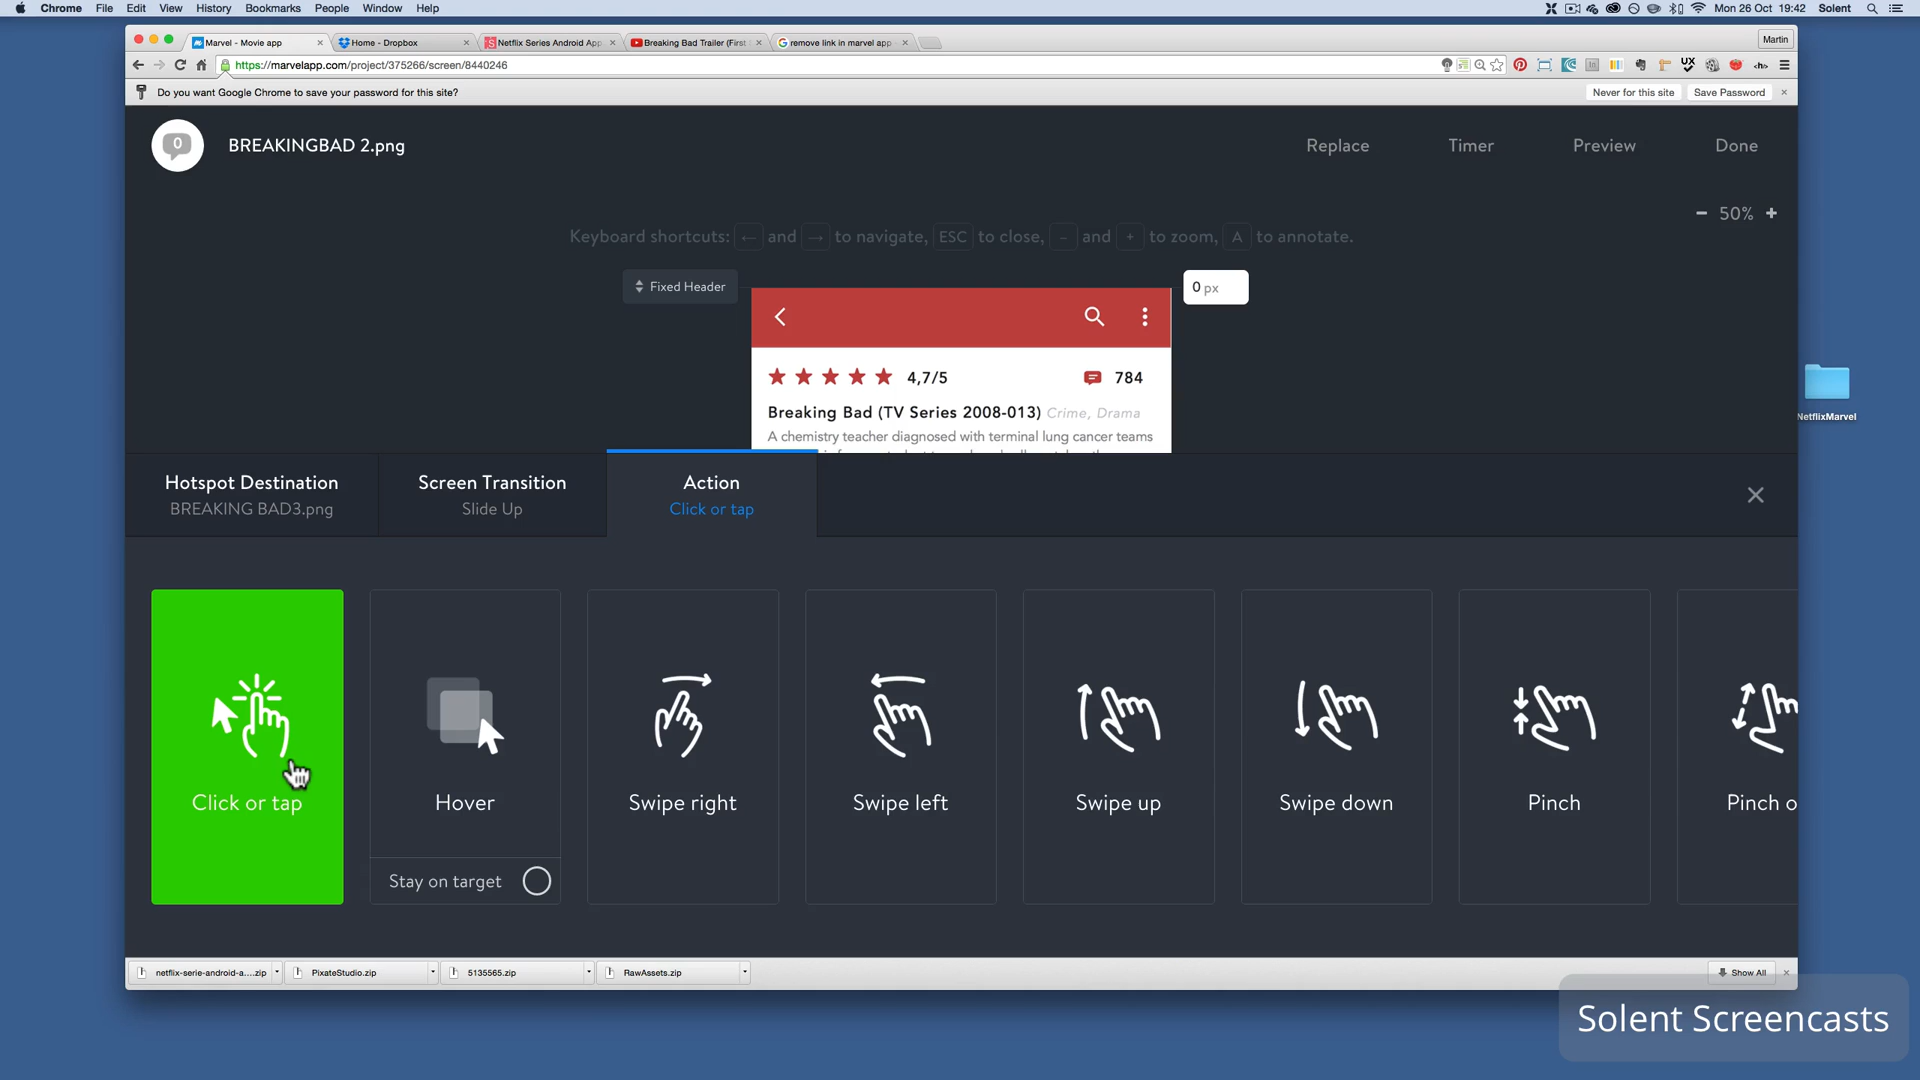 Chrome File Edit View History Bookmarks People Window Help
Mon 26 Oct 19:42 Solent
Marvel - Movie app
Home - Dropbox
Netflix Series Android App
Breaking Bad Trailer (First
remove link in marvel app
Martin
https://marvelapp.com/project/375266/screen/8440246
Do you want Google Chrome to save your password for this site?
Never for this site
Save Password
0
BREAKINGBAD 2.png
Replace
Timer
Preview
Done
50%
Keyboard shortcuts: ← and → to navigate, ESC to close, - and + to zoom, A to annotate.
Fixed Header
0 px
4,7/5
784
Breaking Bad (TV Series 2008-013) Crime, Drama
A chemistry teacher diagnosed with terminal lung cancer teams
Hotspot Destination
BREAKING BAD3.png
Screen Transition
Slide Up
Action
Click or tap
NetflixMarvel
Click or tap
Hover
Swipe right
Swipe left
Swipe up
Swipe down
Pinch
Pinch o
Stay on target
netflix-serie-android-a....zip
PixateStudio.zip
5135565.zip
RawAssets.zip
Show All
Solent Screencasts